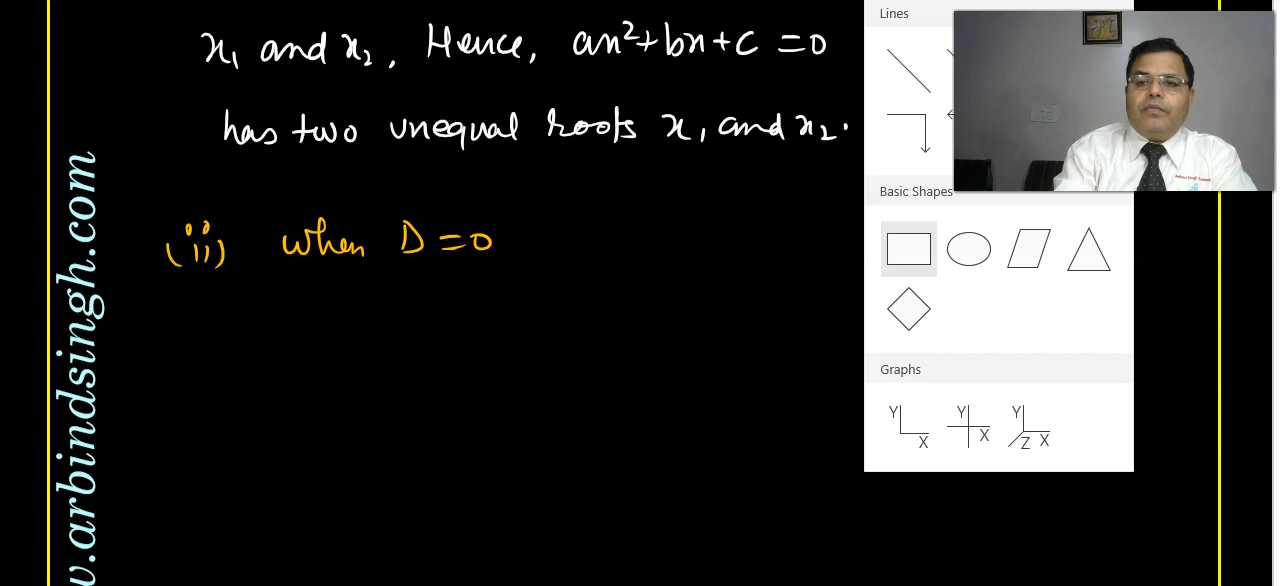 x₁ and x₂, Hence, ax²+bx+c =0
has two unequal roots x₁ and x₂.
(ii) when D=0
w.arbindsingh.com
Lines
Basic Shapes
Graphs
Y
X
Y
X
Y
Z
X